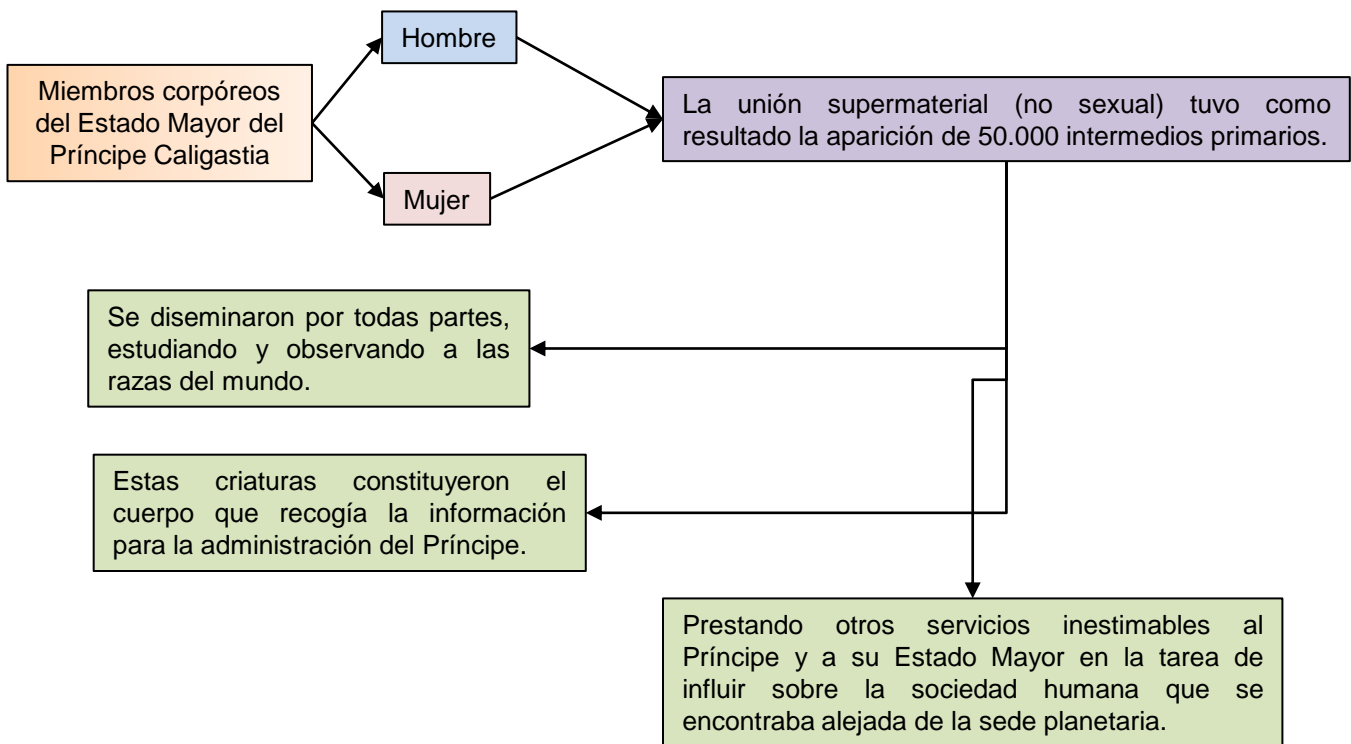 Hombre
Miembros corpóreos
del Estado Mayor del
Príncipe Caligastia
Mujer
La unión supermaterial (no sexual) tuvo como
resultado la aparición de 50.000 intermedios primarios.
Se diseminaron por todas partes,
estudiando y observando a las
razas del mundo.
Estas criaturas constituyeron el
cuerpo que recogía la información
para la administración del Príncipe.
Prestando otros servicios inestimables al
Príncipe y a su Estado Mayor en la tarea de
influir sobre la sociedad humana que se
encontraba alejada de la sede planetaria.